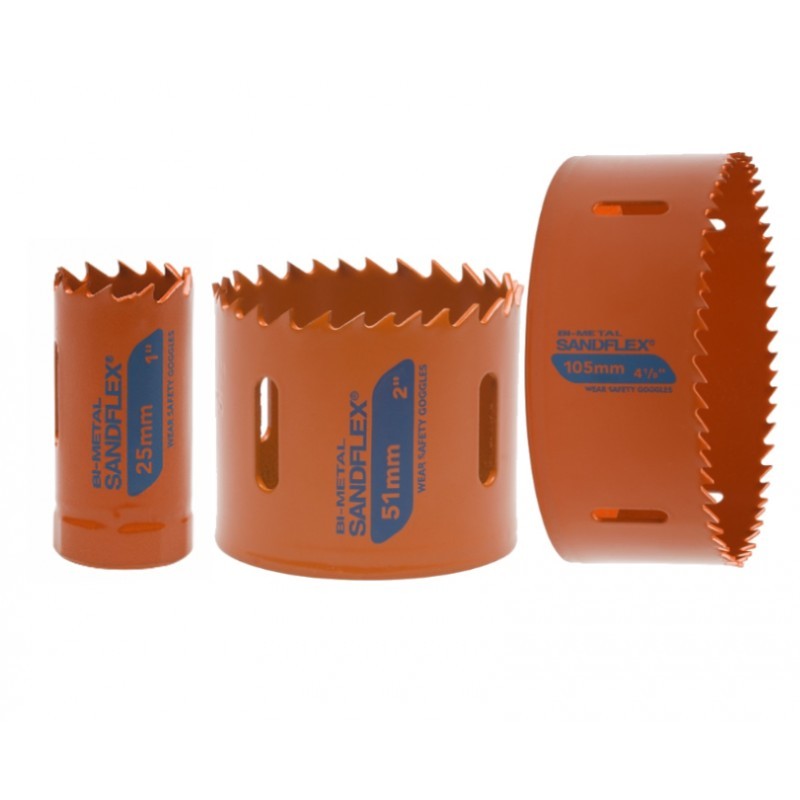 BI-METAL
SANDFLEX®
25mm 1"
WEAR SAFETY GOGGLES
BI-METAL
SANDFLEX®
51mm 2"
WEAR SAFETY GOGGLES
BI-METAL
SANDFLEX®
105mm 4⅛"
WEAR SAFETY GOGGLES